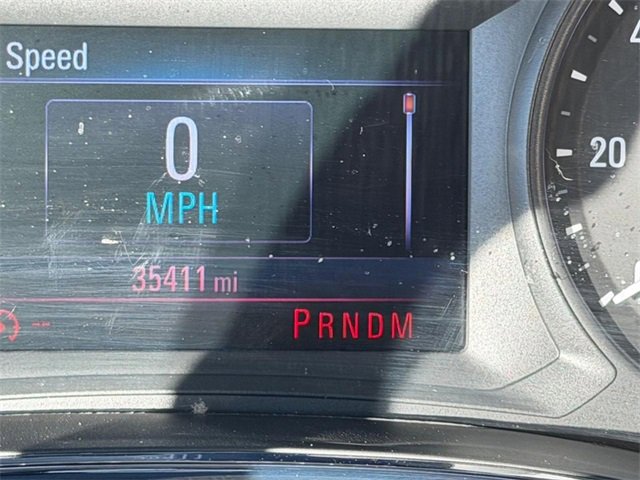 Speed
0
MPH
35411 mi
--
PRNDM
20